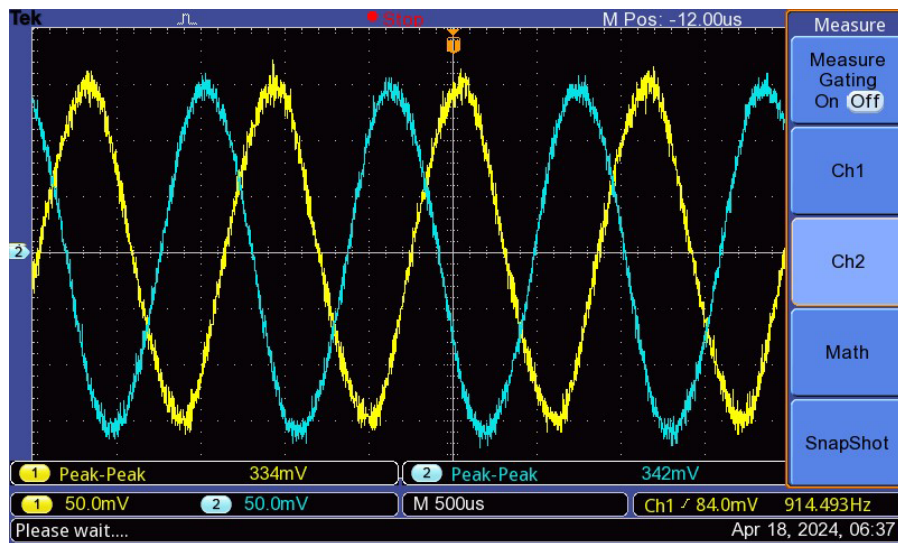 Tek Stop M Pos: -12.00us
T
2
Measure
Measure
Gating
On Off
Ch1
Ch2
Math
SnapShot
1 Peak-Peak 334mV 2 Peak-Peak 342mV
1 50.0mV 2 50.0mV M 500us Ch1 84.0mV 914.493Hz
Please wait.... Apr 18, 2024, 06:37